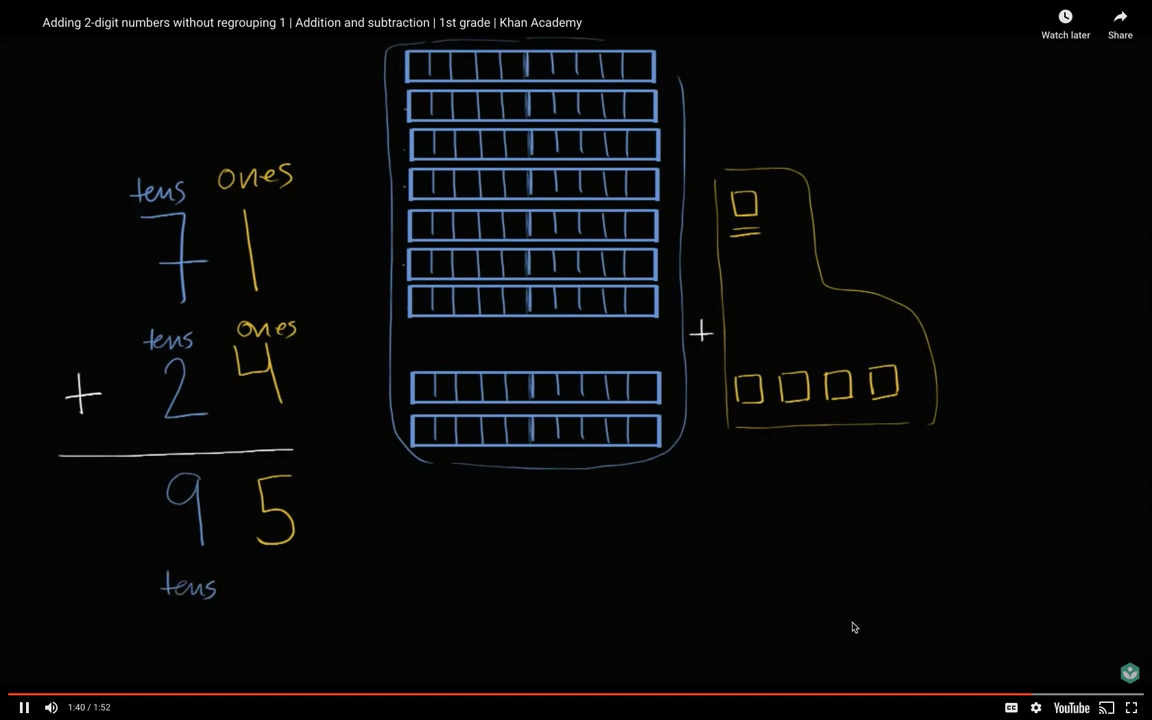 Adding 2-digit numbers without regrouping 1 | Addition and subtraction | 1st grade | Khan Academy
Watch later
Share
tens ones
7 1
tens ones
+ 2 4
9 5
tens
+
1:40 / 1:52
CC
YouTube